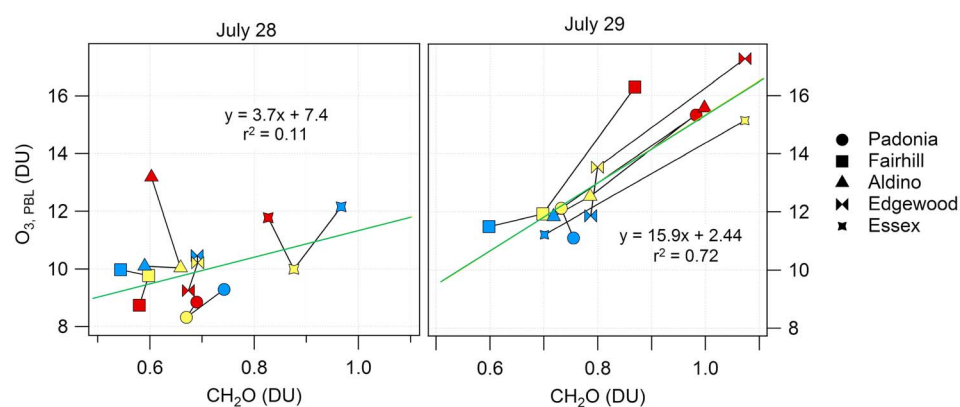 July 28
July 29
16
14
12
10
8
O3, PBL (DU)
y = 3.7x + 7.4
r² = 0.11
0.6
0.8
1.0
CH₂O (DU)
y = 15.9x + 2.44
r² = 0.72
16
14
12
10
8
0.6
0.8
1.0
CH₂O (DU)
Padonia
Fairhill
Aldino
Edgewood
Essex